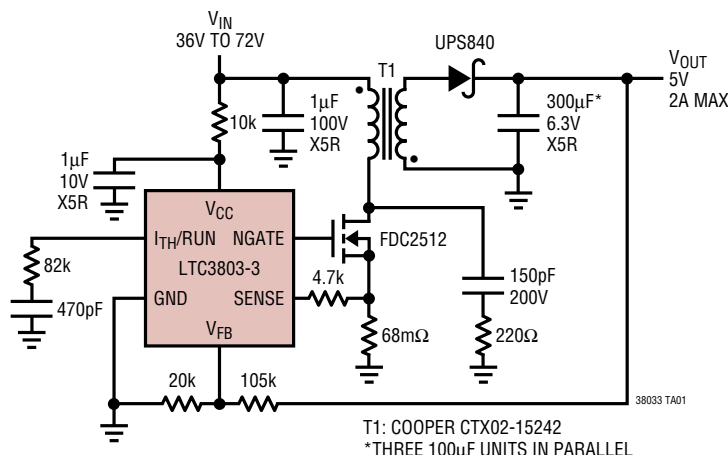 VIN
36V TO 72V
T1
UPS840
VOUT
5V
2A MAX
10k
1µF
100V
X5R
300µF*
6.3V
X5R
1µF
10V
X5R
VCC
ITH/RUN NGATE
LTC3803-3
GND SENSE
VFB
FDC2512
82k
470pF
4.7k
68mΩ
150pF
200V
220Ω
20k
105k
38033 TA01
T1: COOPER CTX02-15242
*THREE 100µF UNITS IN PARALLEL